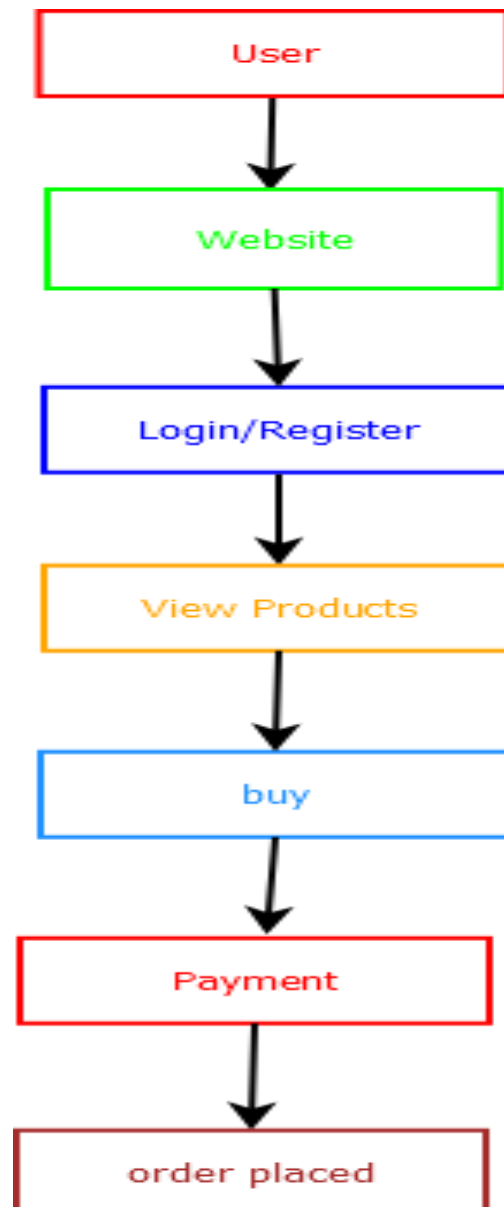 User
Website
Login/Register
View Products
buy
Payment
order placed